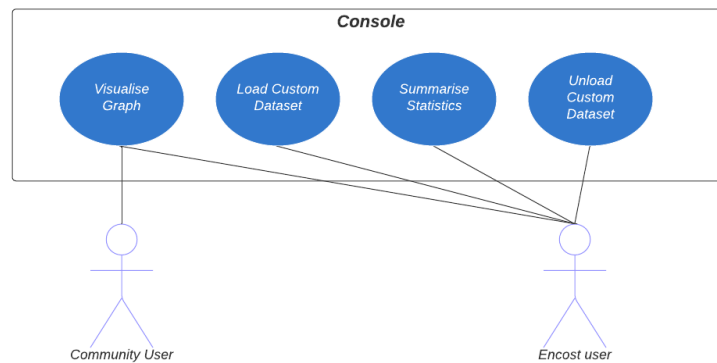 Console
Visualise
Graph
Load Custom
Dataset
Summarise
Statistics
Unload
Custom
Dataset
Community User
Encost user